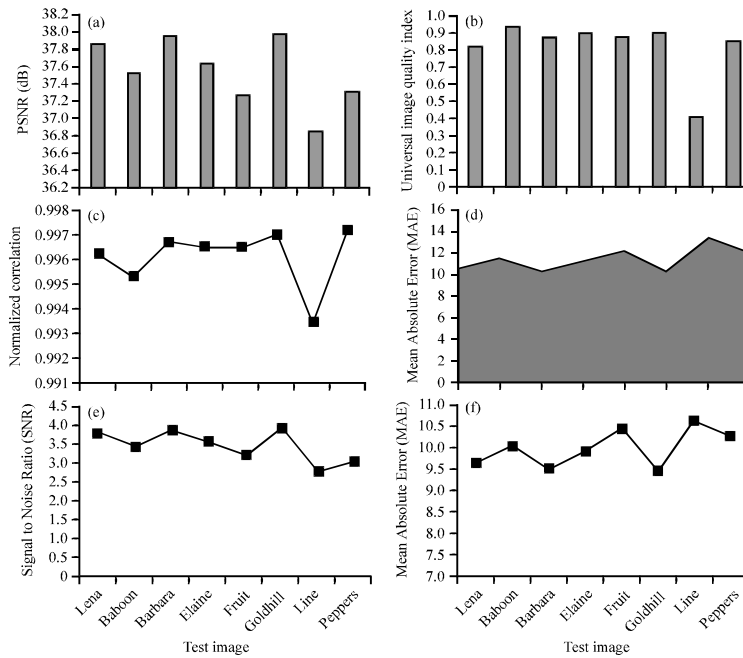 (a)
PSNR (dB)
38.2
38.0
37.8
37.6
37.4
37.2
37.0
36.8
36.6
36.4
36.2
(b)
Universal image quality index
1.0
0.9
0.8
0.7
0.6
0.5
0.4
0.3
0.2
0.1
0
(c)
Normalized correlation
0.998
0.997
0.996
0.995
0.994
0.993
0.992
0.991
(d)
Mean Absolute Error (MAE)
16
14
12
10
8
6
4
2
0
(e)
Signal to Noise Ratio (SNR)
4.5
4.0
3.5
3.0
2.5
2.0
1.5
1.0
0.5
0
Lena
Baboon
Barbara
Elaine
Fruit
Goldhill
Line
Peppers
Test image
(f)
Mean Absolute Error (MAE)
11.0
10.5
10.0
9.5
9.0
8.5
8.0
7.5
7.0
Lena
Baboon
Barbara
Elaine
Fruit
Goldhill
Line
Peppers
Test image